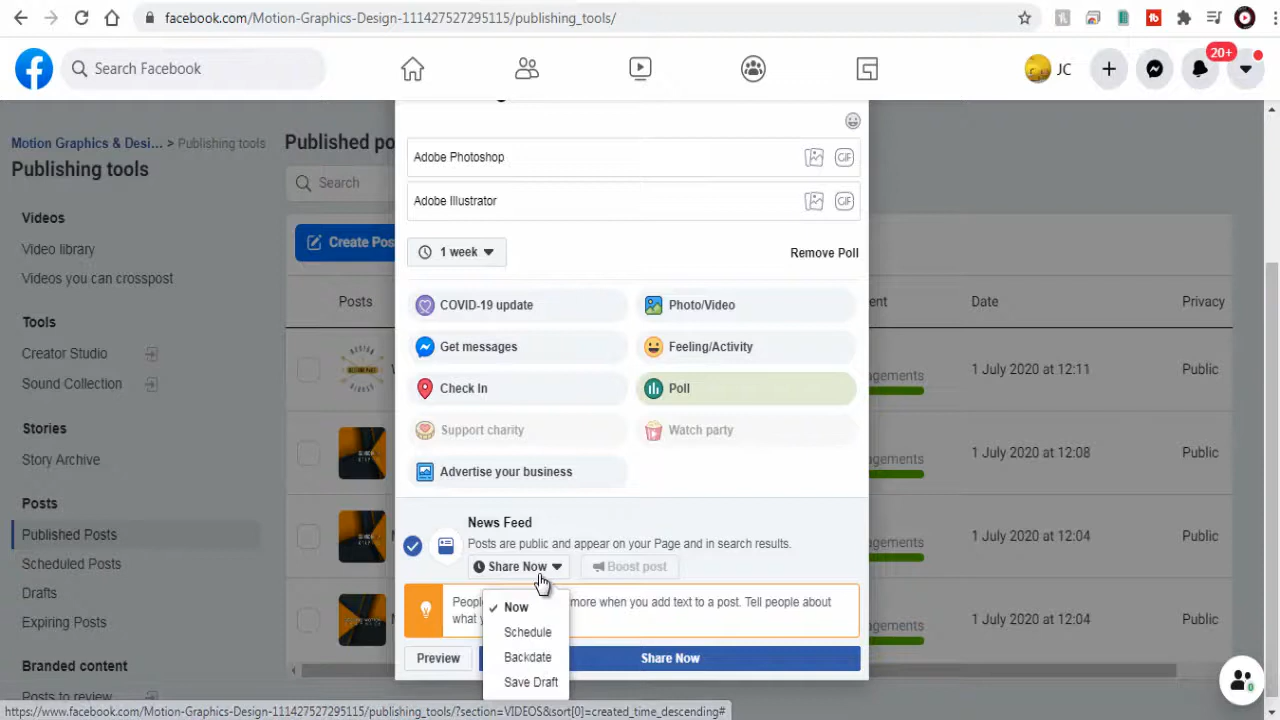 facebook.com/Motion-Graphics-Design-111427527295115/publishing_tools/
Search Facebook
JC
20+
Motion Graphics & Desi... > Publishing tools
Publishing tools
Videos
Video library
Videos you can crosspost
Tools
Creator Studio
Sound Collection
Stories
Story Archive
Posts
Published Posts
Scheduled Posts
Drafts
Expiring Posts
Branded content
Posts to review
Published po
Search
Create Pos
Posts
Date
Privacy
1 July 2020 at 12:11
Public
1 July 2020 at 12:08
Public
1 July 2020 at 12:04
Public
1 July 2020 at 12:04
Public
Adobe Photoshop
GIF
Adobe Illustrator
GIF
1 week
Remove Poll
COVID-19 update
Photo/Video
Get messages
Feeling/Activity
Check In
Poll
Support charity
Watch party
Advertise your business
News Feed
Posts are public and appear on your Page and in search results.
Share Now
Boost post
People more when you add text to a post. Tell people about
what
Now
Schedule
Backdate
Save Draft
Preview
Share Now
0
https://www.facebook.com/Motion-Graphics-Design-111427527295115/publishing_tools/?section=VIDEOS&sort[0]=created_time_descending#